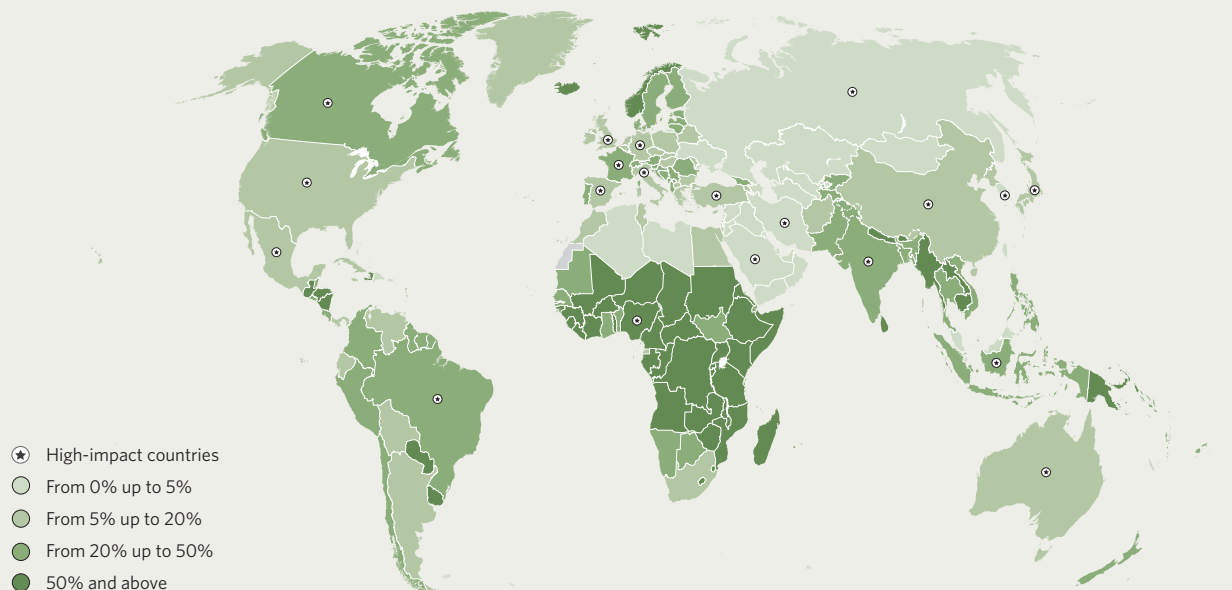 High-impact countries
From 0% up to 5%
From 5% up to 20%
From 20% up to 50%
50% and above